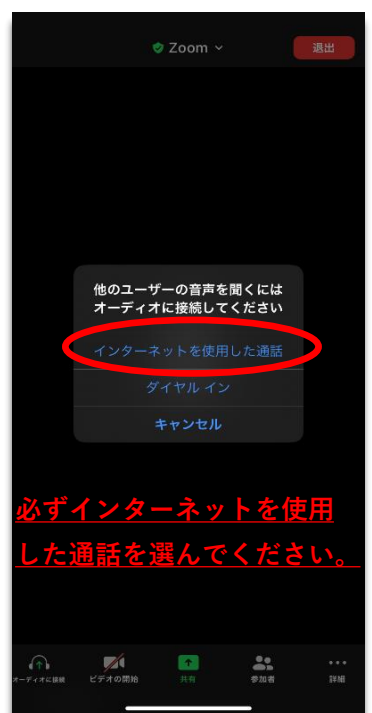 Zoom
退出
他のユーザーの音声を聞くには
オーディオに接続してください
インターネットを使用した通話
ダイヤル イン
キャンセル
必ずインターネットを使用
した通話を選んでください。
オーディオに接続 ビデオの開始 共有 参加者 詳細